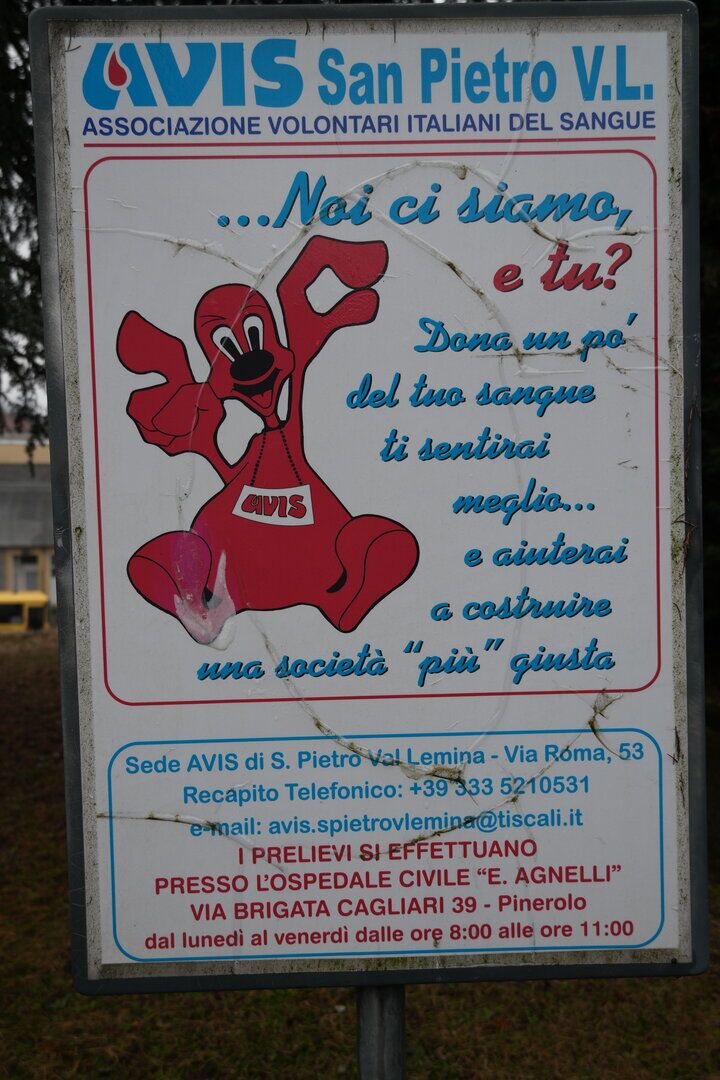 AVIS San Pietro V.L.
ASSOCIAZIONE VOLONTARI ITALIANI DEL SANGUE
...Noi ci siamo,
e tu?
Dona un po'
del tuo sangue
ti sentirai
meglio...
e aiuterai
a costruire
una società "più" giusta
AVIS
Sede AVIS di S. Pietro Val Lemina - Via Roma, 53
Recapito Telefonico: +39 333 5210531
e-mail: avis.spietrovlemina@tiscali.it
I PRELIEVI SI EFFETTUANO
PRESSO L'OSPEDALE CIVILE "E. AGNELLI"
VIA BRIGATA CAGLIARI 39 - Pinerolo
dal lunedì al venerdì dalle ore 8:00 alle ore 11:00